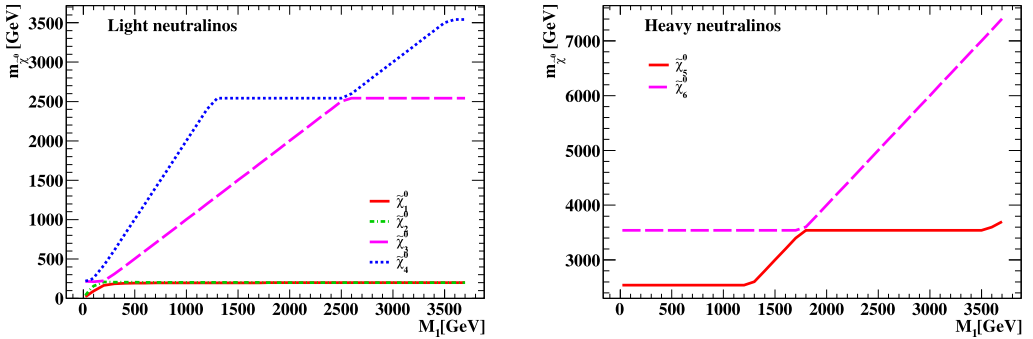 Light neutralinos
m_χ̃⁰ [GeV]
3500
3000
2500
2000
1500
1000
500
0
χ̃⁰₁
χ̃⁰₂
χ̃⁰₃
χ̃⁰₄
0 500 1000 1500 2000 2500 3000 3500
M₁[GeV]
Heavy neutralinos
m_χ̃⁰ [GeV]
7000
6000
5000
4000
3000
χ̃⁰₅
χ̃⁰₆
0 500 1000 1500 2000 2500 3000 3500
M₁[GeV]